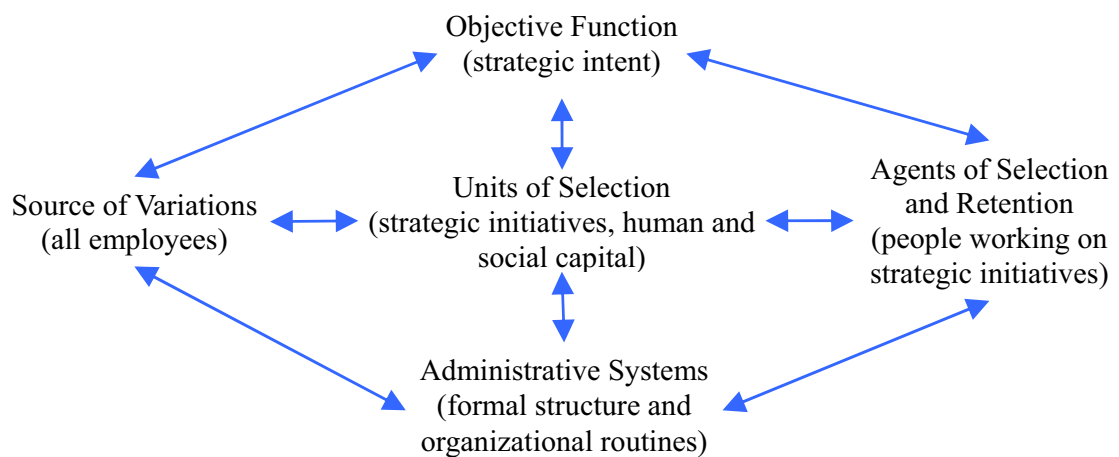 Objective Function
(strategic intent)
Source of Variations
(all employees)
Units of Selection
(strategic initiatives, human and
social capital)
Agents of Selection
and Retention
(people working on
strategic initiatives)
Administrative Systems
(formal structure and
organizational routines)